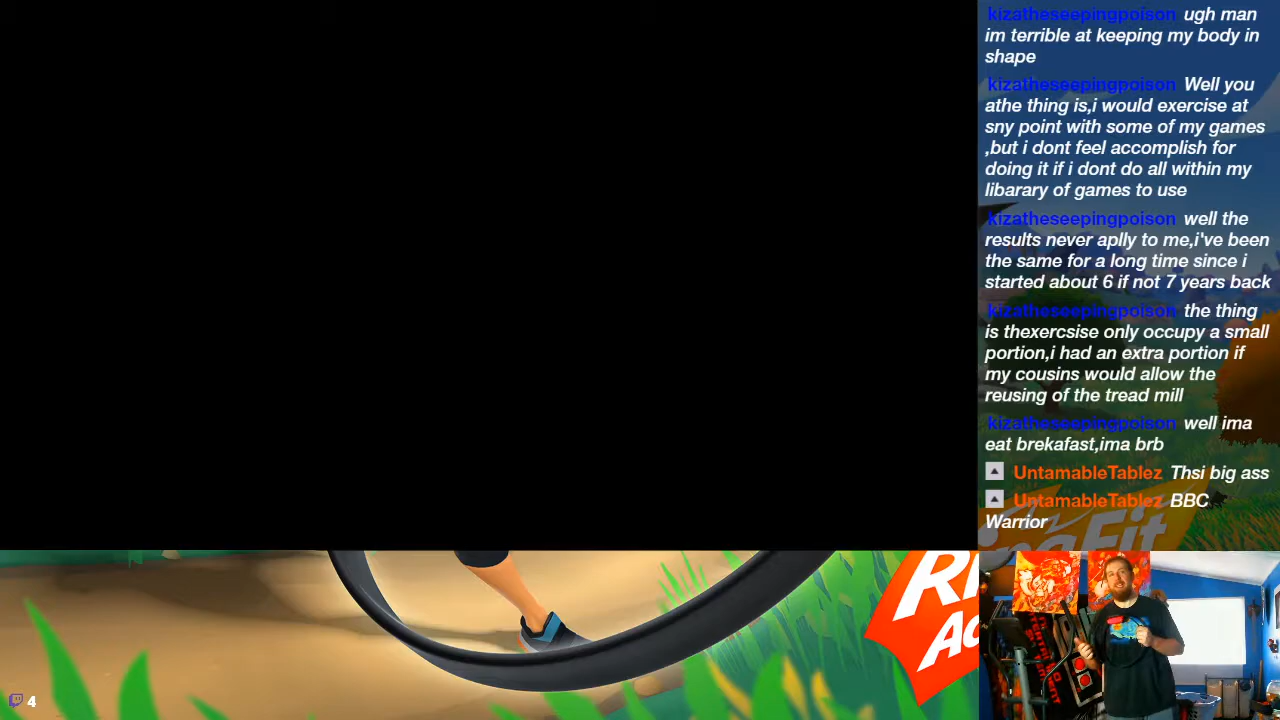 kizatheseepingpoison ugh man
im terrible at keeping my body in
shape
kizatheseepingpoison Well you
athe thing is,i would exercise at
sny point with some of my games
,but i dont feel accomplish for
doing it if i dont do all within my
libarary of games to use
kizatheseepingpoison well the
results never aplly to me,i've been
the same for a long time since i
started about 6 if not 7 years back
kizatheseepingpoison the thing
is thexercsise only occupy a small
portion,i had an extra portion if
my cousins would allow the
reusing of the tread mill
kizatheseepingpoison well ima
eat brekafast,ima brb
UntamableTablez Thsi big ass
UntamableTablez BBC
Warrior
4